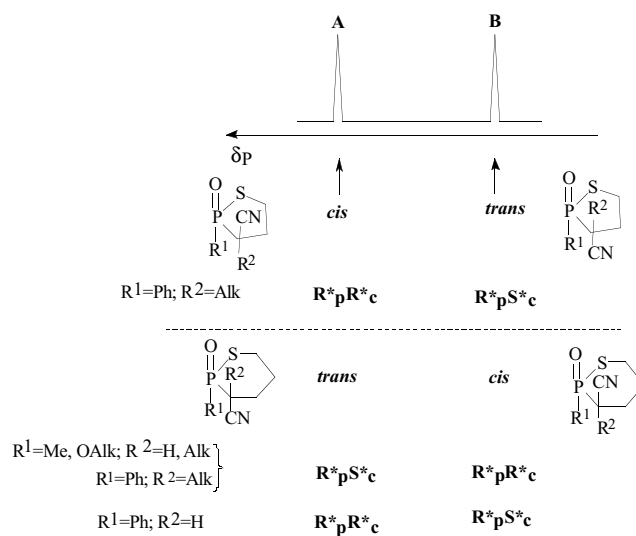 A B
δP
O S CN P R1 R2
cis trans
O S R2 P R1 CN
R1=Ph; R2=Alk R*pR*c R*pS*c
O S R2 P R1 CN
trans cis
O S CN P R1 R2
R1=Me, OAlk; R 2=H, Alk
R1=Ph; R2=Alk R*pS*c R*pR*c
R1=Ph; R2=H R*pR*c R*pS*c